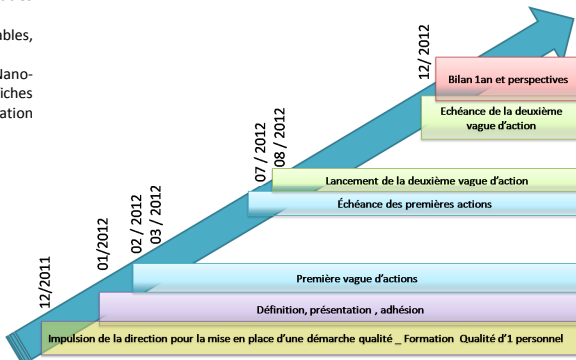 ables,
Nano-
iches
ation
12/ 2012
Bilan 1an et perspectives
Echéance de la deuxième
vague d'action
07 / 2012
08 / 2012
Lancement de la deuxième vague d'action
Échéance des premières actions
02 / 2012
03 / 2012
01/2012
12/2011
Première vague d'actions
Définition, présentation , adhésion
Impulsion de la direction pour la mise en place d'une démarche qualité _ Formation Qualité d'1 personnel